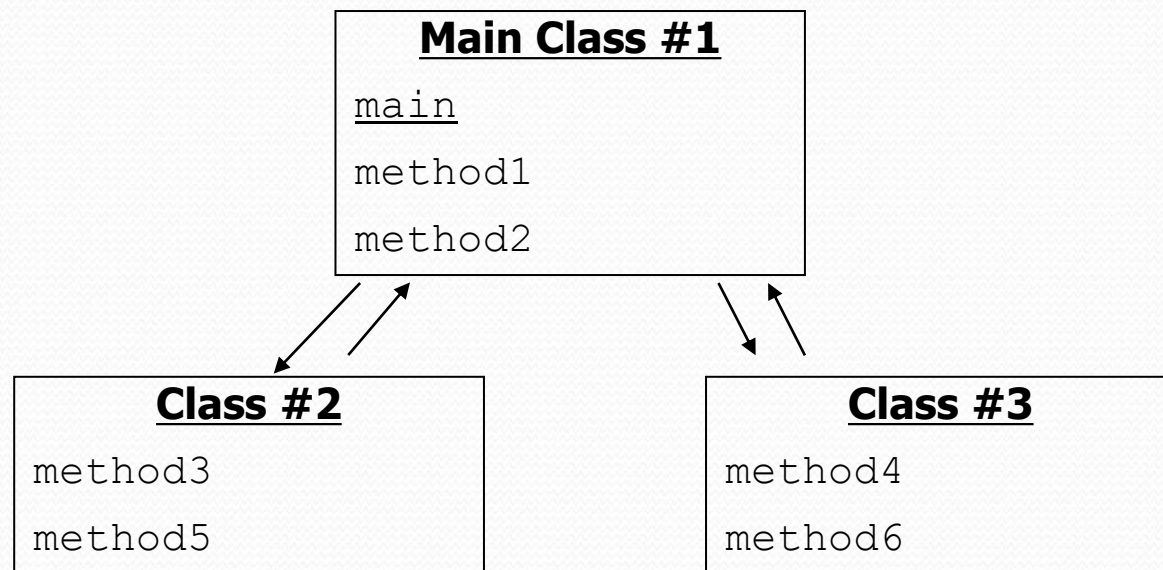 Main Class #1
main
method1
method2
Class #2
method3
method5
Class #3
method4
method6